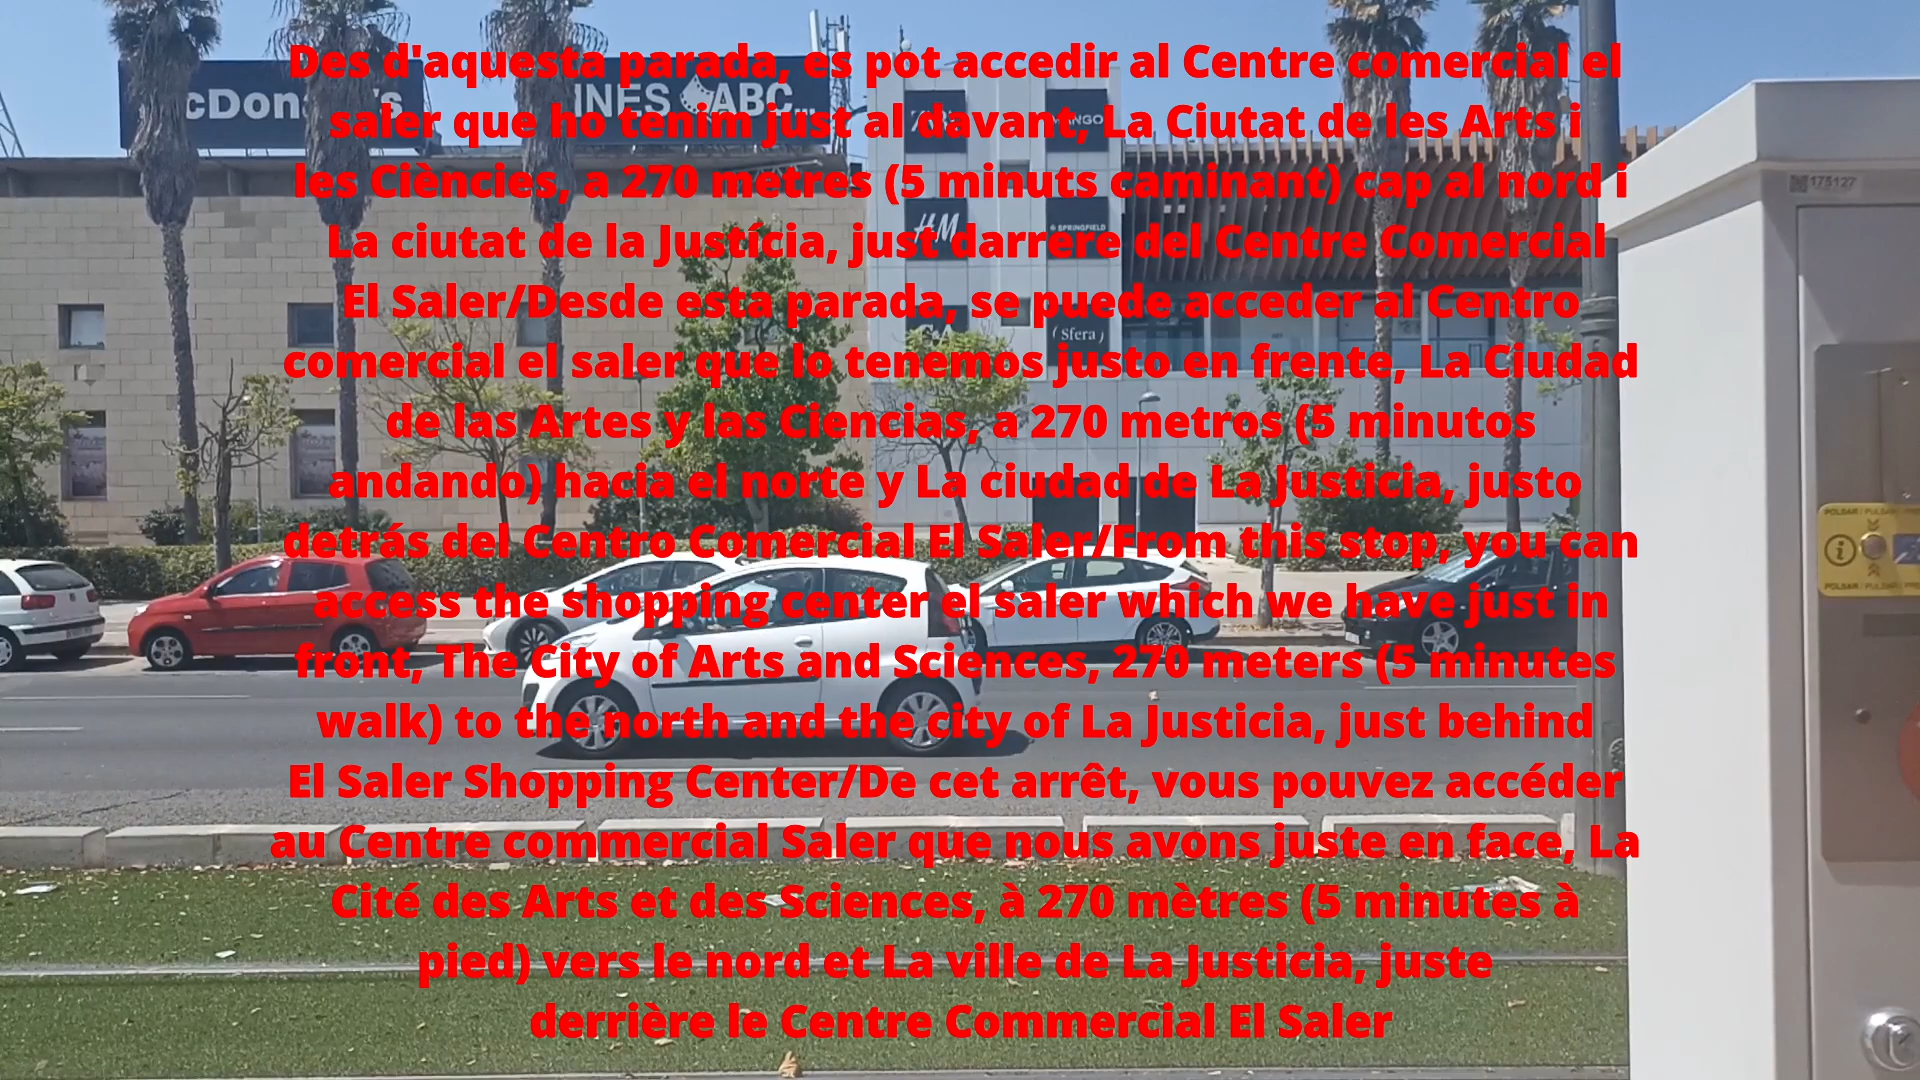 Des d'aquesta parada, es pot accedir al Centre comercial el
saler que ho tenim just al davant, La Ciutat de les Arts i
les Ciències, a 270 metres (5 minuts caminant) cap al nord i
La ciutat de la Justícia, just darrere del Centre Comercial
El Saler/Desde esta parada, se puede acceder al Centro
comercial el saler que lo tenemos justo en frente, La Ciudad
de las Artes y las Ciencias, a 270 metros (5 minutos
andando) hacia el norte y La ciudad de La Justicia, justo
detrás del Centro Comercial El Saler/From this stop, you can
access the shopping center el saler which we have just in
front, The City of Arts and Sciences, 270 meters (5 minutes
walk) to the north and the city of La Justicia, just behind
El Saler Shopping Center/De cet arrêt, vous pouvez accéder
au Centre commercial Saler que nous avons juste en face, La
Cité des Arts et des Sciences, à 270 mètres (5 minutes à
pied) vers le nord et La ville de La Justicia, juste
derrière le Centre Commercial El Saler
ABC
MANGO
H&M
SPRINGFIELD
(Sfera)
175127